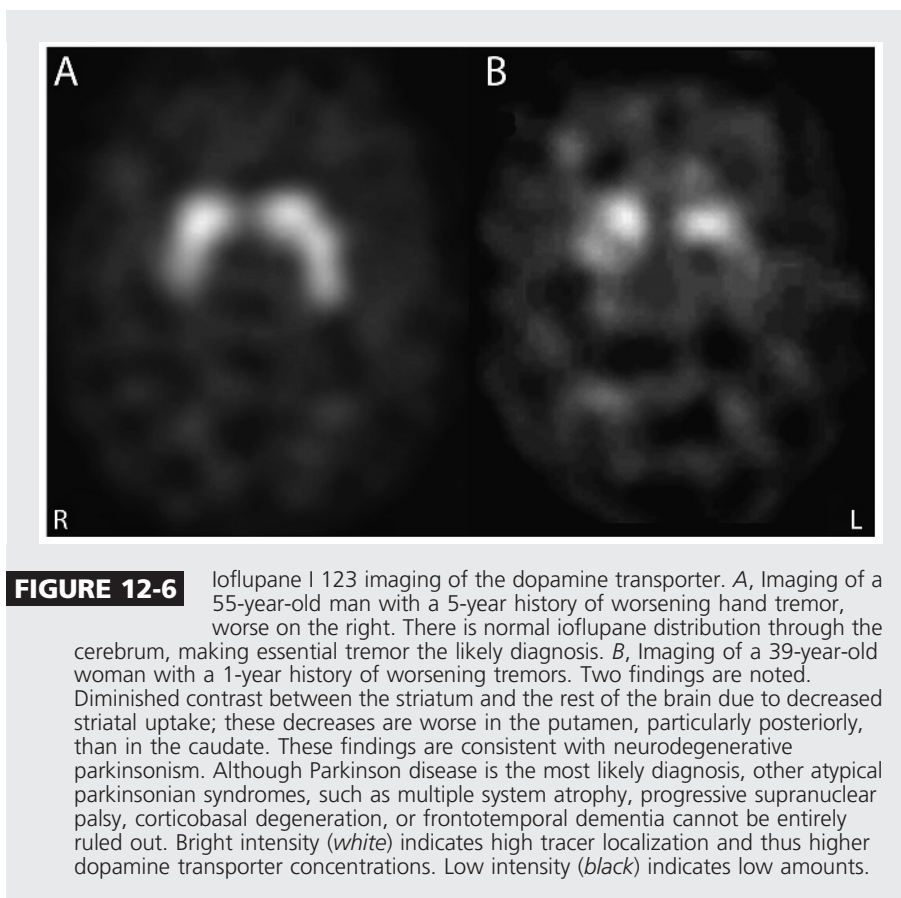 A
B
R
L
FIGURE 12-6 Ioflupane I 123 imaging of the dopamine transporter. A, Imaging of a
55-year-old man with a 5-year history of worsening hand tremor,
worse on the right. There is normal ioflupane distribution through the
cerebrum, making essential tremor the likely diagnosis. B, Imaging of a 39-year-old
woman with a 1-year history of worsening tremors. Two findings are noted.
Diminished contrast between the striatum and the rest of the brain due to decreased
striatal uptake; these decreases are worse in the putamen, particularly posteriorly,
than in the caudate. These findings are consistent with neurodegenerative
parkinsonism. Although Parkinson disease is the most likely diagnosis, other atypical
parkinsonian syndromes, such as multiple system atrophy, progressive supranuclear
palsy, corticobasal degeneration, or frontotemporal dementia cannot be entirely
ruled out. Bright intensity (white) indicates high tracer localization and thus higher
dopamine transporter concentrations. Low intensity (black) indicates low amounts.